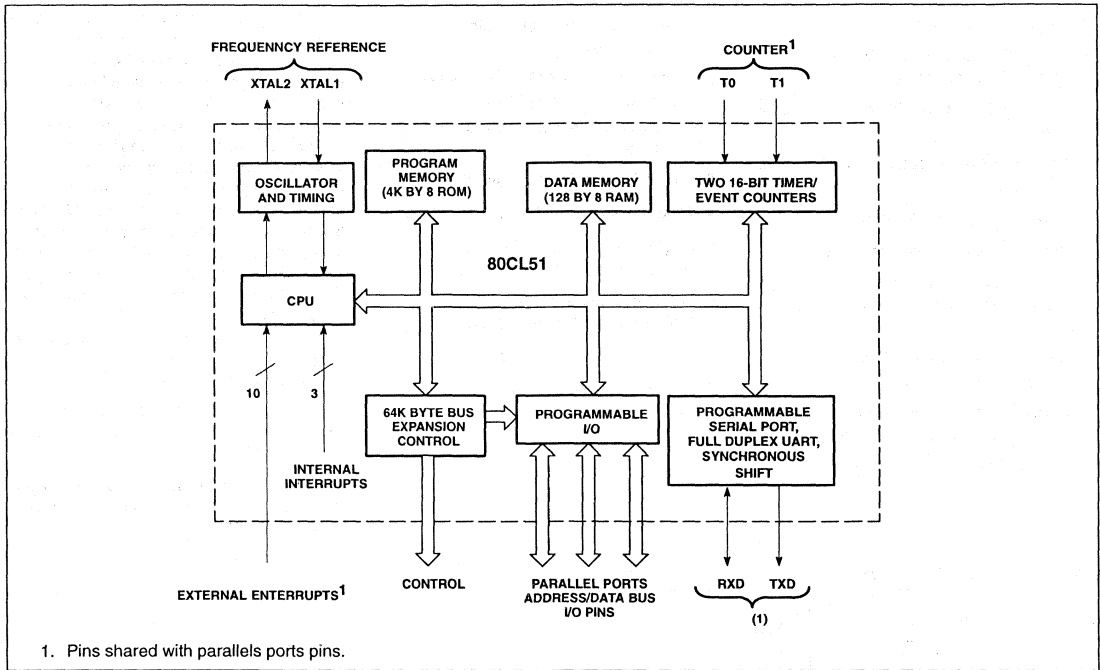 FREQUENNCY REFERENCE
XTAL2 XTAL1
COUNTER1
T0 T1
OSCILLATOR
AND TIMING
PROGRAM
MEMORY
(4K BY 8 ROM)
DATA MEMORY
(128 BY 8 RAM)
TWO 16-BIT TIMER/
EVENT COUNTERS
80CL51
CPU
10
3
64K BYTE BUS
EXPANSION
CONTROL
PROGRAMMABLE
I/O
PROGRAMMABLE
SERIAL PORT,
FULL DUPLEX UART,
SYNCHRONOUS
SHIFT
INTERNAL
INTERRUPTS
EXTERNAL ENTERRUPTS1
CONTROL
PARALLEL PORTS
ADDRESS/DATA BUS
I/O PINS
RXD TXD
(1)
1. Pins shared with parallels ports pins.